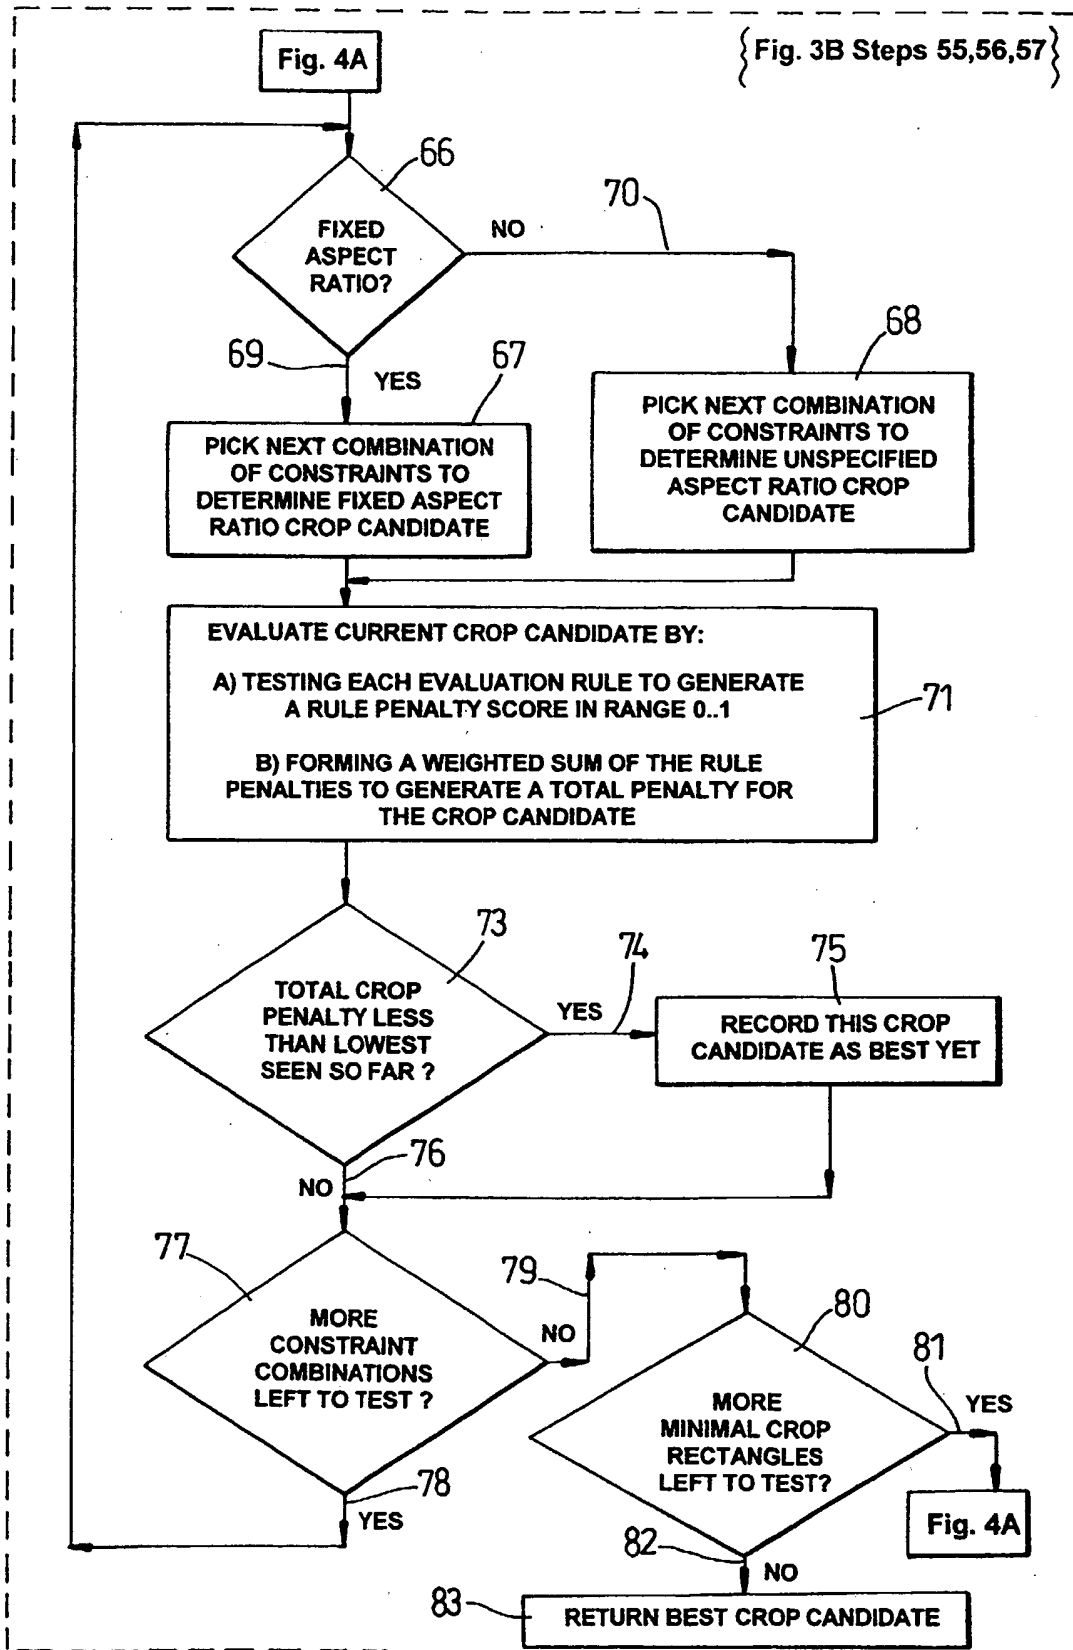 Fig. 4A
{Fig. 3B Steps 55,56,57}
66
FIXED
ASPECT
RATIO?
NO
70
69
YES
67
68
PICK NEXT COMBINATION
OF CONSTRAINTS TO
DETERMINE FIXED ASPECT
RATIO CROP CANDIDATE
PICK NEXT COMBINATION
OF CONSTRAINTS TO
DETERMINE UNSPECIFIED
ASPECT RATIO CROP
CANDIDATE
EVALUATE CURRENT CROP CANDIDATE BY:
A) TESTING EACH EVALUATION RULE TO GENERATE
A RULE PENALTY SCORE IN RANGE 0..1
B) FORMING A WEIGHTED SUM OF THE RULE
PENALTIES TO GENERATE A TOTAL PENALTY FOR
THE CROP CANDIDATE
71
73
TOTAL CROP
PENALTY LESS
THAN LOWEST
SEEN SO FAR ?
YES
74
75
RECORD THIS CROP
CANDIDATE AS BEST YET
76
NO
77
MORE
CONSTRAINT
COMBINATIONS
LEFT TO TEST ?
NO
79
78
YES
80
MORE
MINIMAL CROP
RECTANGLES
LEFT TO TEST?
81
YES
Fig. 4A
82
NO
83
RETURN BEST CROP CANDIDATE